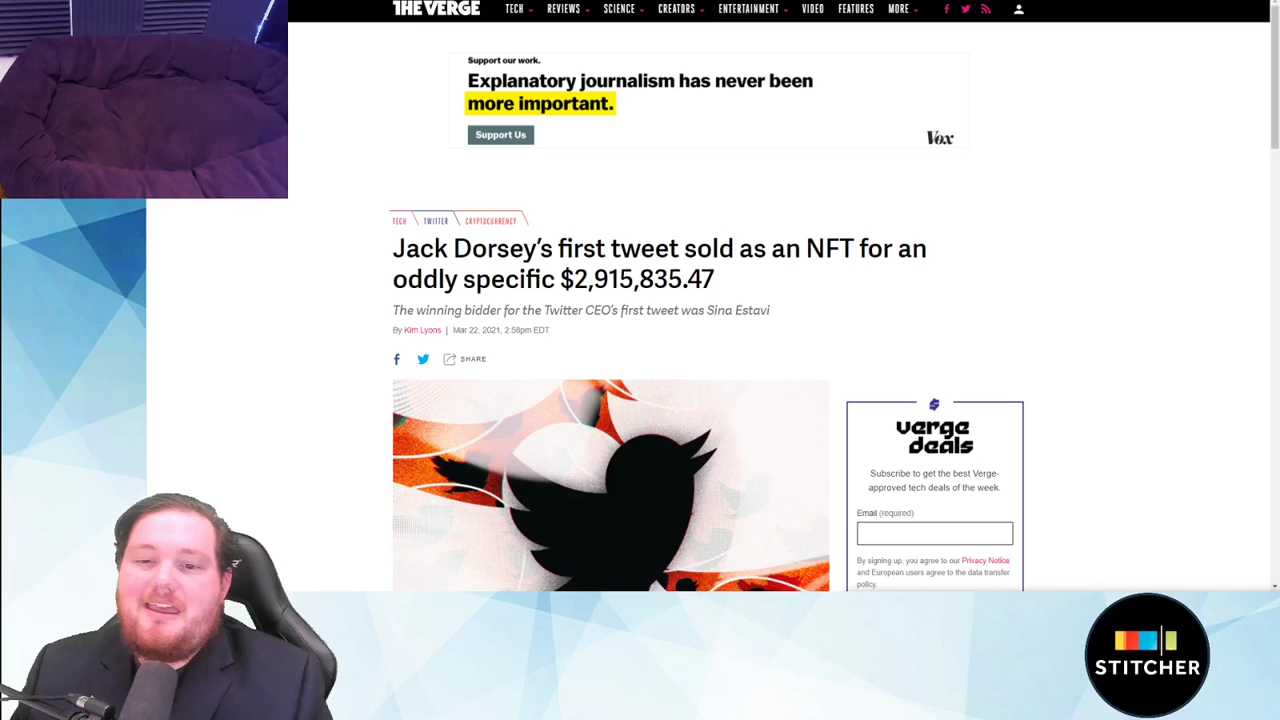 THE VERGE
TECH REVIEWS SCIENCE CREATORS ENTERTAINMENT VIDEO FEATURES MORE
Support our work.
Explanatory journalism has never been
more important.
Support Us
Vox
TECH TWITTER CRYPTOCURRENCY
Jack Dorsey’s first tweet sold as an NFT for an
oddly specific $2,915,835.47
The winning bidder for the Twitter CEO’s first tweet was Sina Estavi
By Kim Lyons | Mar 22, 2021, 2:58pm EDT
SHARE
verge
deals
Subscribe to get the best Verge-
approved tech deals of the week.
Email (required)
By signing up, you agree to our Privacy Notice
and European users agree to the data transfer
policy.
STITCHER